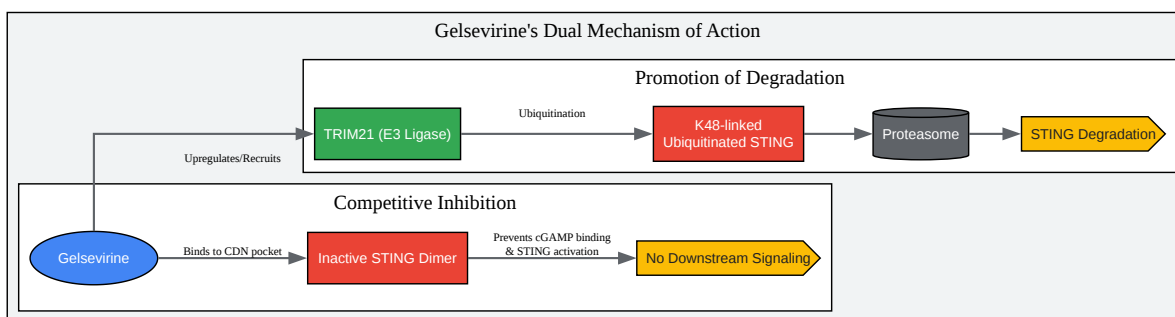 Gelsevirine's Dual Mechanism of Action
Promotion of Degradation
TRIM21 (E3 Ligase)
Ubiquitination
K48-linked
Ubiquitinated STING
Proteasome
STING Degradation
Upregulates/Recruits
Competitive Inhibition
Gelsevirine
Binds to CDN pocket
Inactive STING Dimer
Prevents cGAMP binding
& STING activation
No Downstream Signaling